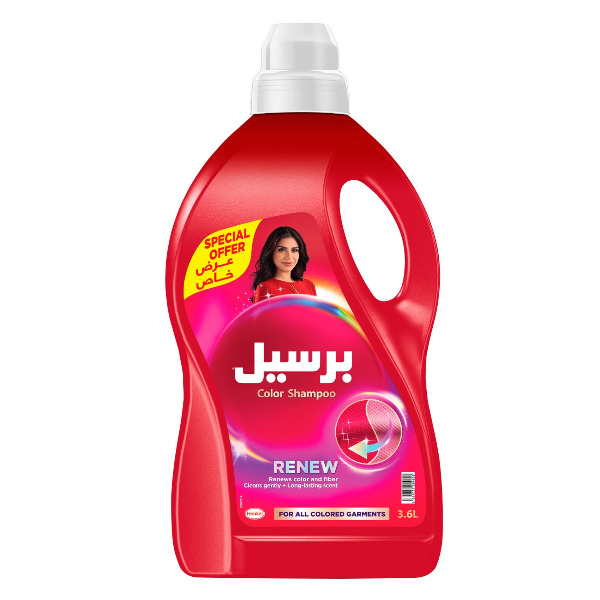 SPECIAL
OFFER
عرض
خاص
برسيل
Color Shampoo
RENEW
Renews color and fiber
Cleans gently + Long-lasting scent
Henkel
FOR ALL COLORED GARMENTS
3.6L